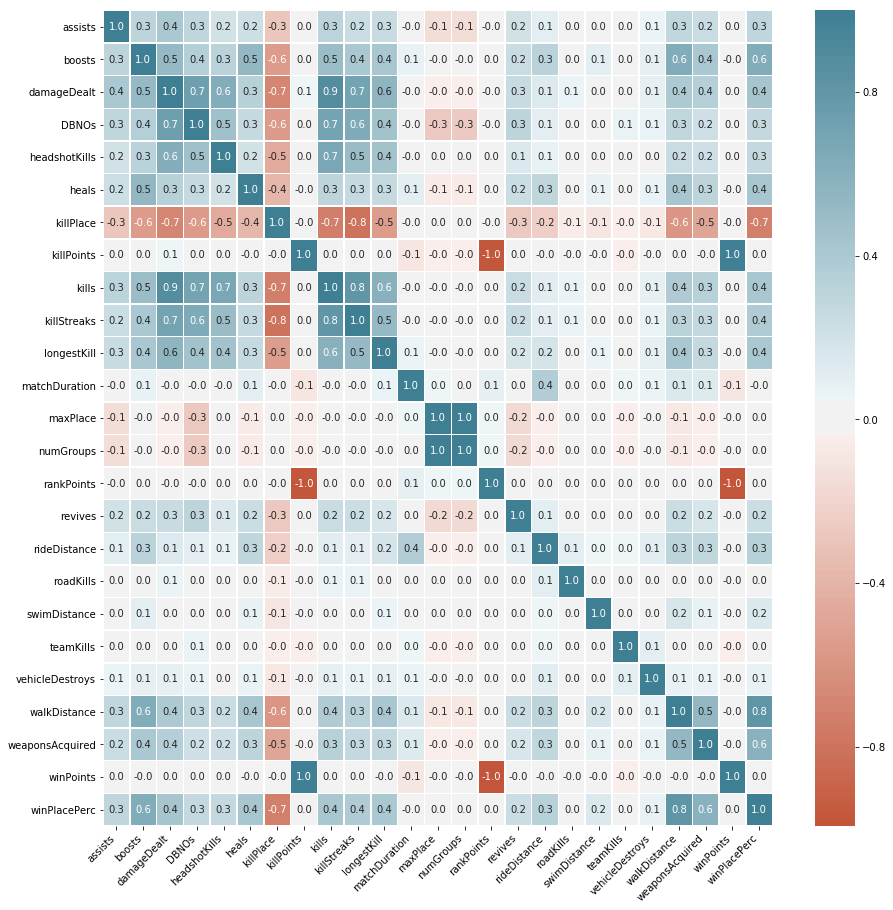 assists 1.0 0.3 0.4 0.3 0.2 0.2 -0.3 0.0 0.3 0.2 0.3 -0.0 -0.1 -0.1 -0.0 0.2 0.1 0.0 0.0 0.0 0.1 0.3 0.2 0.0 0.3
boosts 0.3 1.0 0.5 0.4 0.3 0.5 -0.6 0.0 0.5 0.4 0.4 0.1 -0.0 -0.0 0.0 0.2 0.3 0.0 0.1 -0.0 0.1 0.6 0.4 -0.0 0.6
0.8
damageDealt 0.4 0.5 1.0 0.7 0.6 0.3 -0.7 0.1 0.9 0.7 0.6 -0.0 -0.0 -0.0 -0.0 0.3 0.1 0.1 0.0 0.0 0.1 0.4 0.4 0.0 0.4
DBNOs 0.3 0.4 0.7 1.0 0.5 0.3 -0.6 0.0 0.7 0.6 0.4 -0.0 -0.3 -0.3 -0.0 0.3 0.1 0.0 0.0 0.1 0.1 0.3 0.2 0.0 0.3
headshotKills 0.2 0.3 0.6 0.5 1.0 0.2 -0.5 0.0 0.7 0.5 0.4 -0.0 0.0 0.0 0.0 0.1 0.1 0.0 0.0 0.0 0.0 0.2 0.2 0.0 0.3
heals 0.2 0.5 0.3 0.3 0.2 1.0 -0.4 -0.0 0.3 0.3 0.3 0.1 -0.1 -0.1 0.0 0.2 0.3 0.0 0.1 0.0 0.1 0.4 0.3 -0.0 0.4
killPlace -0.3 -0.6 -0.7 -0.6 -0.5 -0.4 1.0 -0.0 -0.7 -0.8 -0.5 -0.0 0.0 -0.0 0.0 -0.3 -0.2 -0.1 -0.1 -0.0 -0.1 -0.6 -0.5 -0.0 -0.7
killPoints 0.0 0.0 0.1 0.0 0.0 -0.0 -0.0 1.0 0.0 0.0 0.0 -0.1 -0.0 -0.0 -1.0 0.0 -0.0 -0.0 -0.0 -0.0 0.0 -0.0 -0.0 1.0 0.0
0.4
kills 0.3 0.5 0.9 0.7 0.7 0.3 -0.7 0.0 1.0 0.8 0.6 -0.0 -0.0 -0.0 0.0 0.2 0.1 0.1 0.0 0.0 0.1 0.4 0.3 0.0 0.4
killStreaks 0.2 0.4 0.7 0.6 0.5 0.3 -0.8 0.0 0.8 1.0 0.5 -0.0 -0.0 -0.0 0.0 0.2 0.1 0.1 0.0 0.0 0.1 0.3 0.3 0.0 0.4
longestKill 0.3 0.4 0.6 0.4 0.4 0.3 -0.5 0.0 0.6 0.5 1.0 0.1 -0.0 -0.0 0.0 0.2 0.2 0.0 0.1 0.0 0.1 0.4 0.3 -0.0 0.4
matchDuration -0.0 0.1 -0.0 -0.0 -0.0 0.1 -0.0 -0.1 -0.0 -0.0 0.1 1.0 0.0 0.0 0.1 0.0 0.4 0.0 0.0 0.0 0.1 0.1 0.1 -0.1 -0.0
maxPlace -0.1 -0.0 -0.0 -0.3 0.0 -0.1 0.0 -0.0 -0.0 -0.0 -0.0 0.0 1.0 1.0 0.0 -0.2 -0.0 0.0 0.0 -0.0 -0.0 -0.1 -0.0 -0.0 0.0
0.0
numGroups -0.1 -0.0 -0.0 -0.3 0.0 -0.1 -0.0 -0.0 -0.0 -0.0 -0.0 0.0 1.0 1.0 0.0 -0.2 -0.0 0.0 0.0 -0.0 -0.0 -0.1 -0.0 -0.0 0.0
rankPoints -0.0 0.0 -0.0 -0.0 0.0 0.0 0.0 -1.0 0.0 0.0 0.0 0.1 0.0 0.0 1.0 0.0 0.0 0.0 0.0 0.0 0.0 0.0 0.0 -1.0 0.0
revives 0.2 0.2 0.3 0.3 0.1 0.2 -0.3 0.0 0.2 0.2 0.2 0.0 -0.2 -0.2 0.0 1.0 0.1 0.0 0.0 0.0 0.0 0.2 0.2 -0.0 0.2
rideDistance 0.1 0.3 0.1 0.1 0.1 0.3 -0.2 -0.0 0.1 0.1 0.2 0.4 -0.0 -0.0 0.0 0.1 1.0 0.1 0.0 0.0 0.1 0.3 0.3 -0.0 0.3
-0.4
roadKills 0.0 0.0 0.1 0.0 0.0 0.0 -0.1 -0.0 0.1 0.1 0.0 0.0 0.0 0.0 0.0 0.0 0.1 1.0 0.0 0.0 0.0 0.0 0.0 -0.0 0.0
swimDistance 0.0 0.1 0.0 0.0 0.0 0.1 -0.1 -0.0 0.0 0.0 0.1 0.0 0.0 0.0 0.0 0.0 0.0 0.0 1.0 0.0 0.0 0.2 0.1 -0.0 0.2
teamKills 0.0 -0.0 0.0 0.1 0.0 0.0 -0.0 -0.0 0.0 0.0 0.0 0.0 -0.0 -0.0 0.0 0.0 0.0 0.0 0.0 1.0 0.1 0.0 0.0 -0.0 0.0
vehicleDestroys 0.1 0.1 0.1 0.1 0.0 0.1 -0.1 0.0 0.1 0.1 0.1 0.1 -0.0 -0.0 0.0 0.0 0.1 0.0 0.0 0.1 1.0 0.1 0.1 -0.0 0.1
walkDistance 0.3 0.6 0.4 0.3 0.2 0.4 -0.6 -0.0 0.4 0.3 0.4 0.1 -0.1 -0.1 0.0 0.2 0.3 0.0 0.2 0.0 0.1 1.0 0.5 -0.0 0.8
weaponsAcquired 0.2 0.4 0.4 0.2 0.2 0.3 -0.5 -0.0 0.3 0.3 0.3 0.1 -0.0 -0.0 0.0 0.2 0.3 0.0 0.1 0.0 0.1 0.5 1.0 -0.0 0.6
-0.8
winPoints 0.0 -0.0 0.0 0.0 0.0 -0.0 -0.0 1.0 0.0 0.0 -0.0 -0.1 -0.0 -0.0 -1.0 -0.0 -0.0 -0.0 -0.0 -0.0 -0.0 -0.0 -0.0 1.0 0.0
winPlacePerc 0.3 0.6 0.4 0.3 0.3 0.4 -0.7 0.0 0.4 0.4 0.4 -0.0 0.0 0.0 0.0 0.2 0.3 0.0 0.2 0.0 0.1 0.8 0.6 0.0 1.0
assists boosts damageDealt DBNOs headshotKills heals killPlace killPoints kills killStreaks longestKill matchDuration maxPlace numGroups rankPoints revives rideDistance roadKills swimDistance teamKills vehicleDestroys walkDistance weaponsAcquired winPoints winPlacePerc